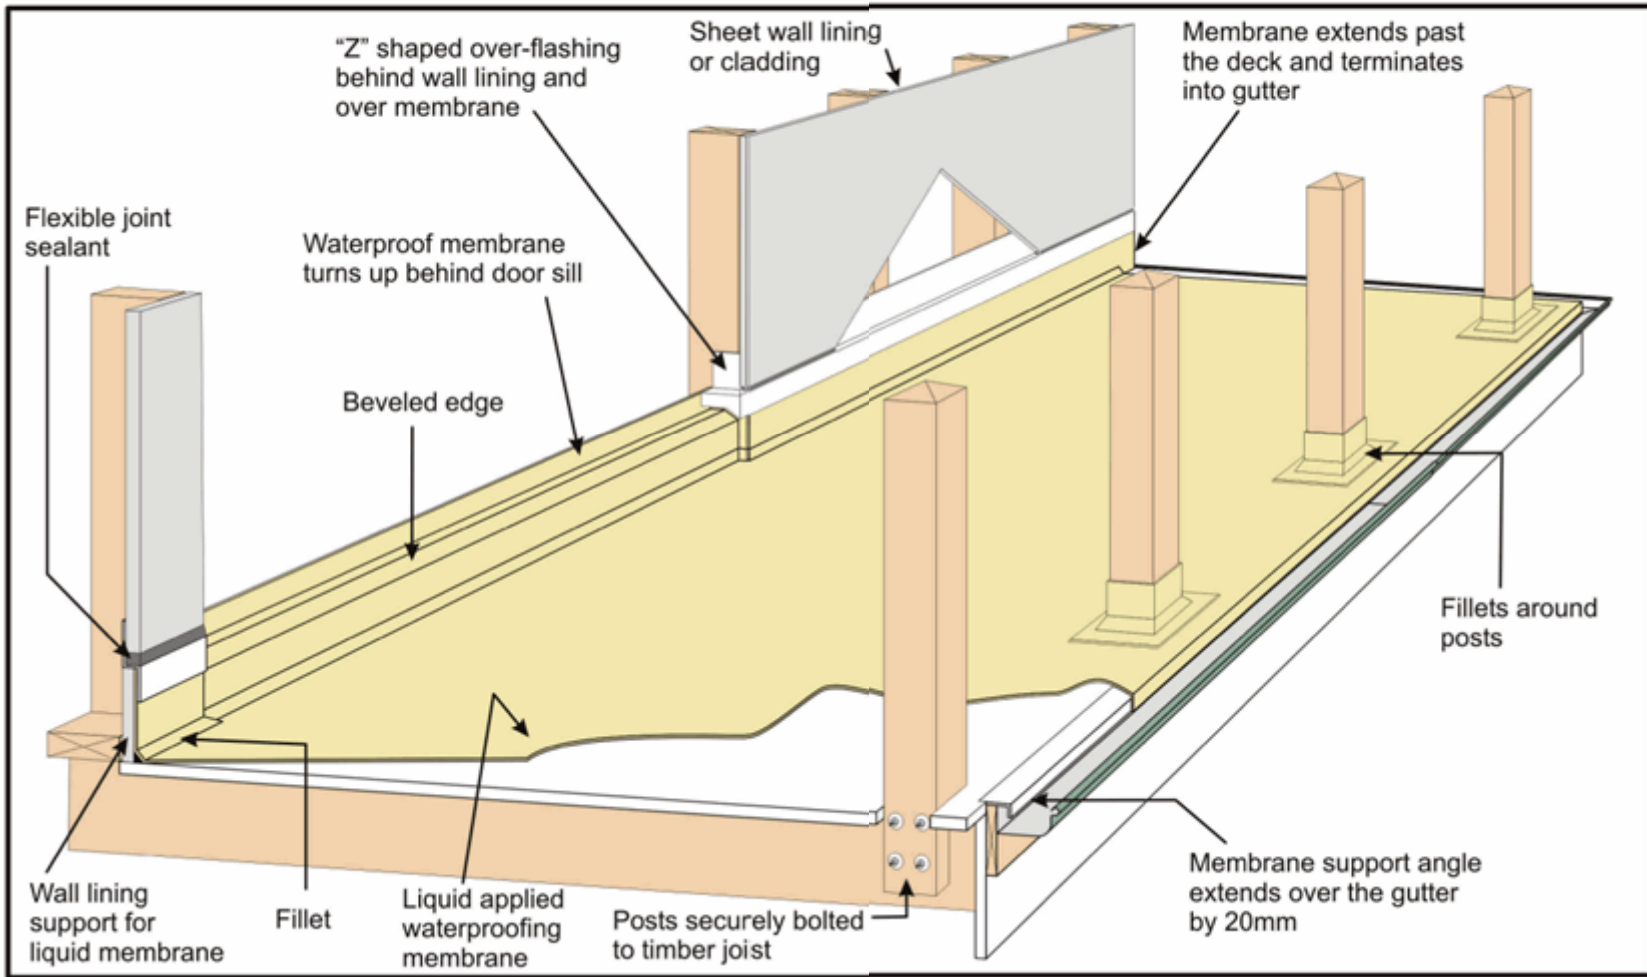 “Z” shaped over-flashing
behind wall lining and
over membrane
Sheet wall lining
or cladding
Membrane extends past
the deck and terminates
into gutter
Flexible joint
sealant
Waterproof membrane
turns up behind door sill
Beveled edge
Fillets around
posts
Wall lining
support for
liquid membrane
Fillet
Liquid applied
waterproofing
membrane
Posts securely bolted
to timber joist
Membrane support angle
extends over the gutter
by 20mm